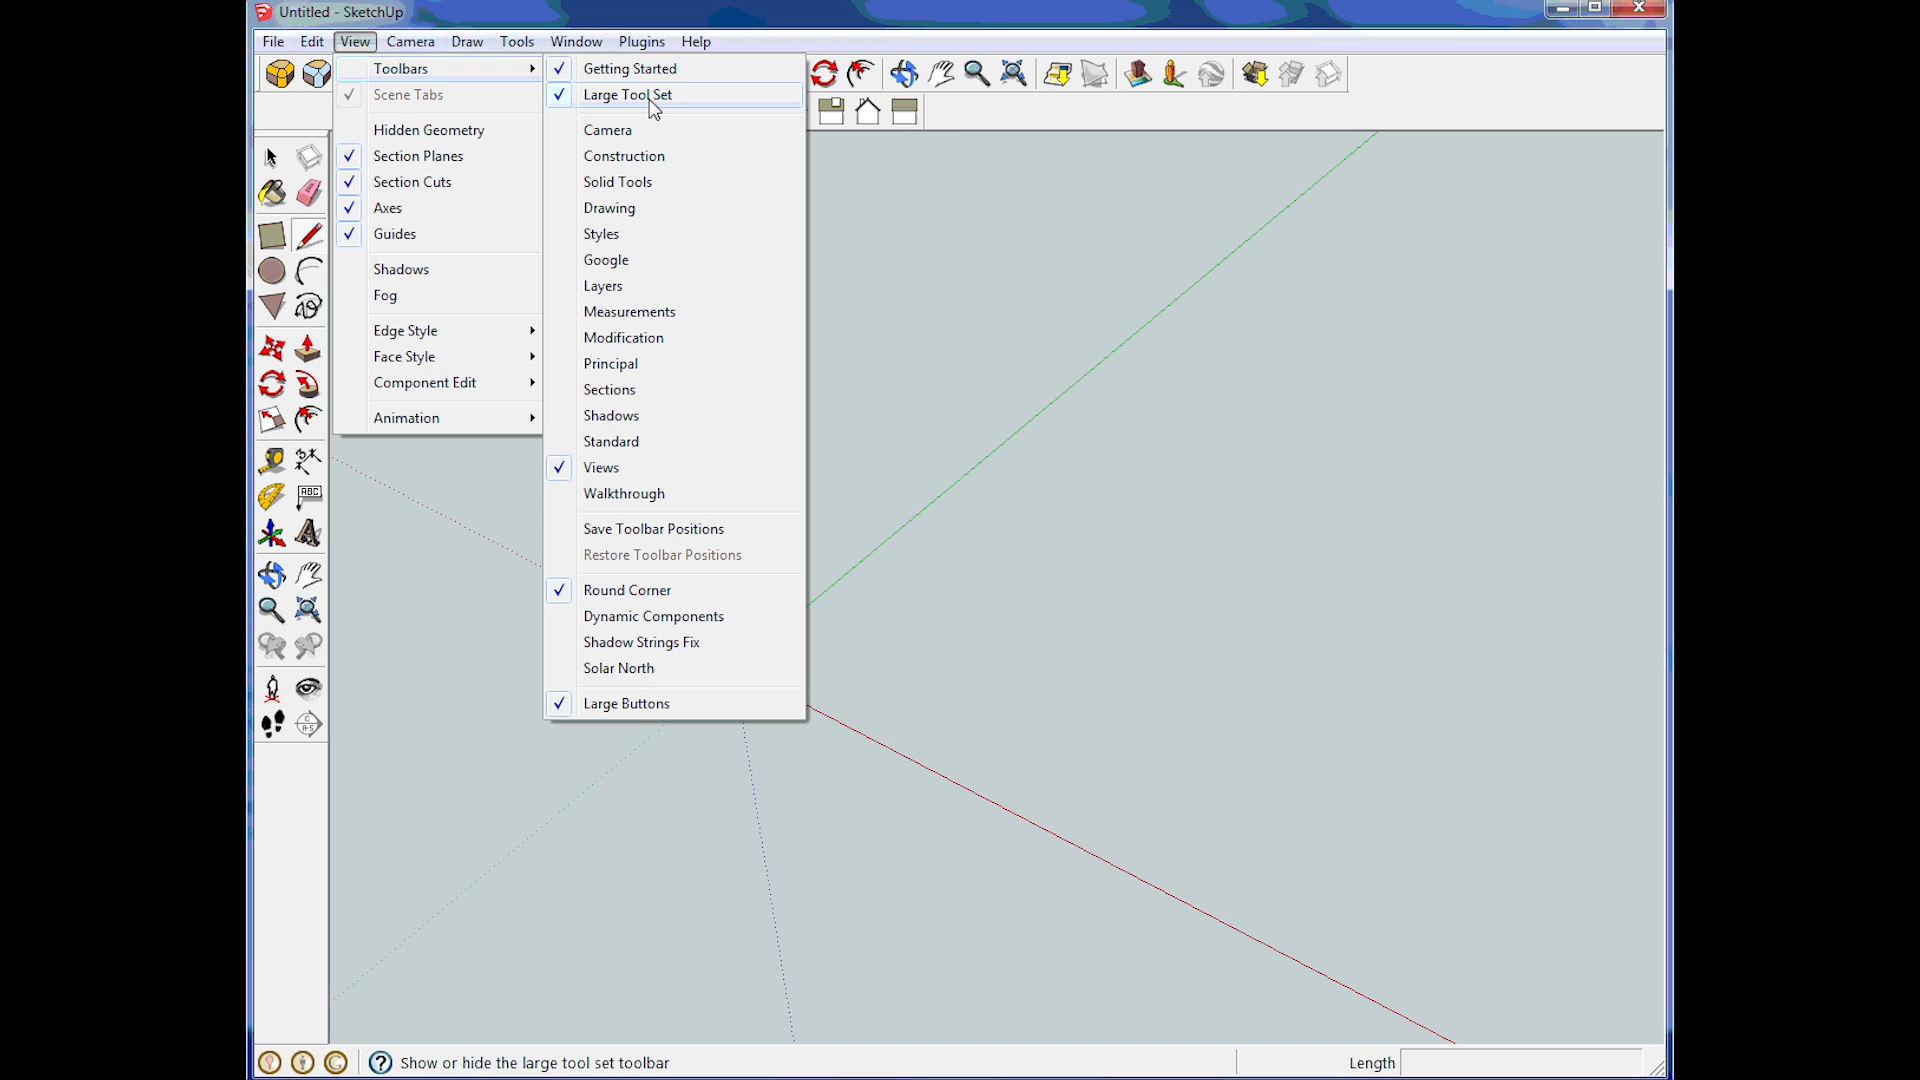 Untitled - SketchUp
File Edit View Camera Draw Tools Window Plugins Help
Toolbars
Scene Tabs
Hidden Geometry
Section Planes
Section Cuts
Axes
Guides
Shadows
Fog
Edge Style
Face Style
Component Edit
Animation
Getting Started
Large Tool Set
Camera
Construction
Solid Tools
Drawing
Styles
Google
Layers
Measurements
Modification
Principal
Sections
Shadows
Standard
Views
Walkthrough
Save Toolbar Positions
Restore Toolbar Positions
Round Corner
Dynamic Components
Shadow Strings Fix
Solar North
Large Buttons
ABC
Show or hide the large tool set toolbar
Length